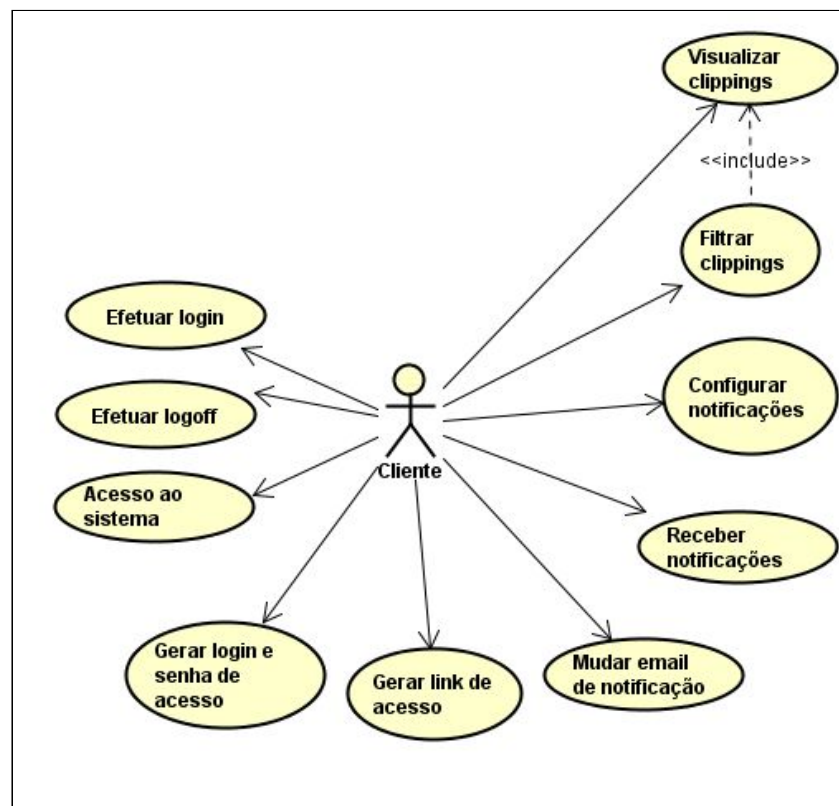 Visualizar
clippings
<<include>>
Filtrar
clippings
Efetuar login
Configurar
notificações
Efetuar logoff
Cliente
Acesso ao
sistema
Receber
notificações
Gerar login e
senha de
acesso
Gerar link de
acesso
Mudar email
de notificação